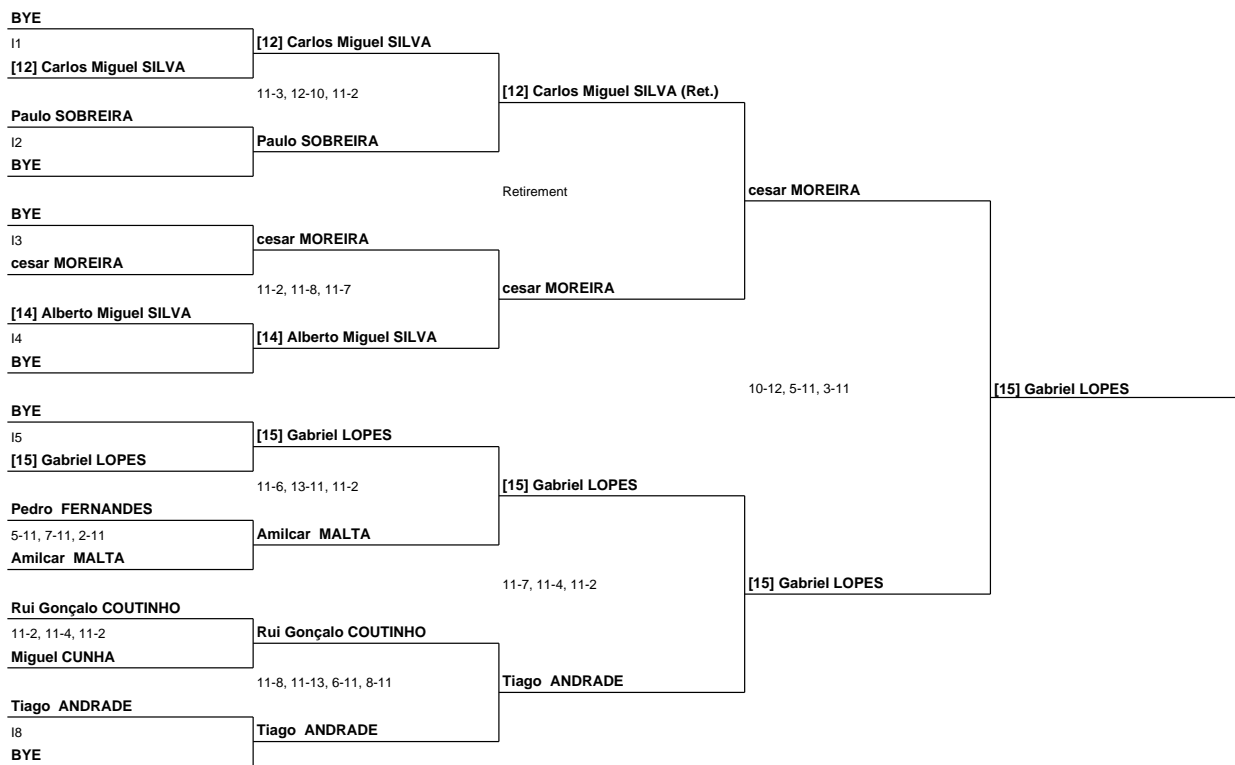 BYE
I1
[12] Carlos Miguel SILVA
[12] Carlos Miguel SILVA
11-3, 12-10, 11-2
[12] Carlos Miguel SILVA (Ret.)
Paulo SOBREIRA
I2
Paulo SOBREIRA
BYE
Retirement
cesar MOREIRA
BYE
I3
cesar MOREIRA
cesar MOREIRA
11-2, 11-8, 11-7
cesar MOREIRA
[14] Alberto Miguel SILVA
I4
[14] Alberto Miguel SILVA
BYE
10-12, 5-11, 3-11
[15] Gabriel LOPES
BYE
I5
[15] Gabriel LOPES
[15] Gabriel LOPES
11-6, 13-11, 11-2
[15] Gabriel LOPES
Pedro FERNANDES
5-11, 7-11, 2-11
Amilcar MALTA
Amilcar MALTA
11-7, 11-4, 11-2
[15] Gabriel LOPES
Rui Gonçalo COUTINHO
11-2, 11-4, 11-2
Rui Gonçalo COUTINHO
Miguel CUNHA
11-8, 11-13, 6-11, 8-11
Tiago ANDRADE
Tiago ANDRADE
I8
Tiago ANDRADE
BYE